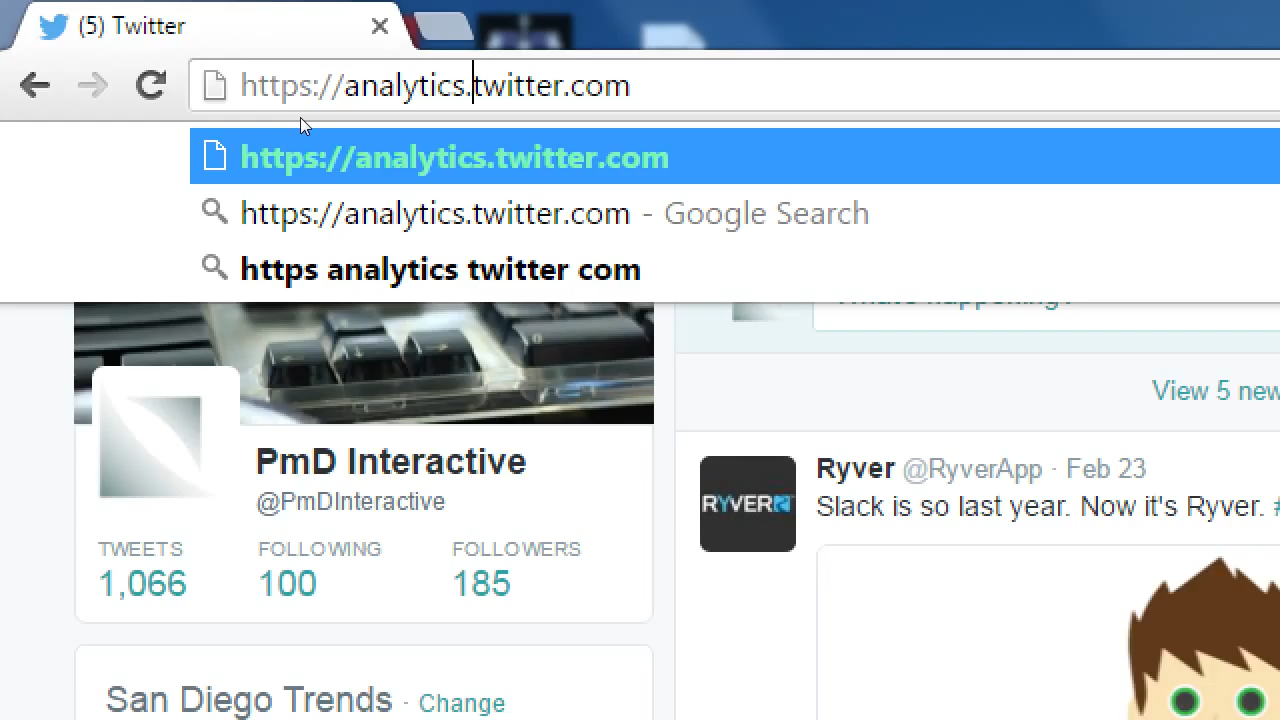 (5) Twitter
https://analytics.twitter.com
https://analytics.twitter.com
https://analytics.twitter.com - Google Search
https analytics twitter com
View 5 new
PmD Interactive
@PmDInteractive
TWEETS FOLLOWING FOLLOWERS
1,066 100 185
RYVER
Ryver @RyverApp · Feb 23
Slack is so last year. Now it's Ryver. #
San Diego Trends · Change